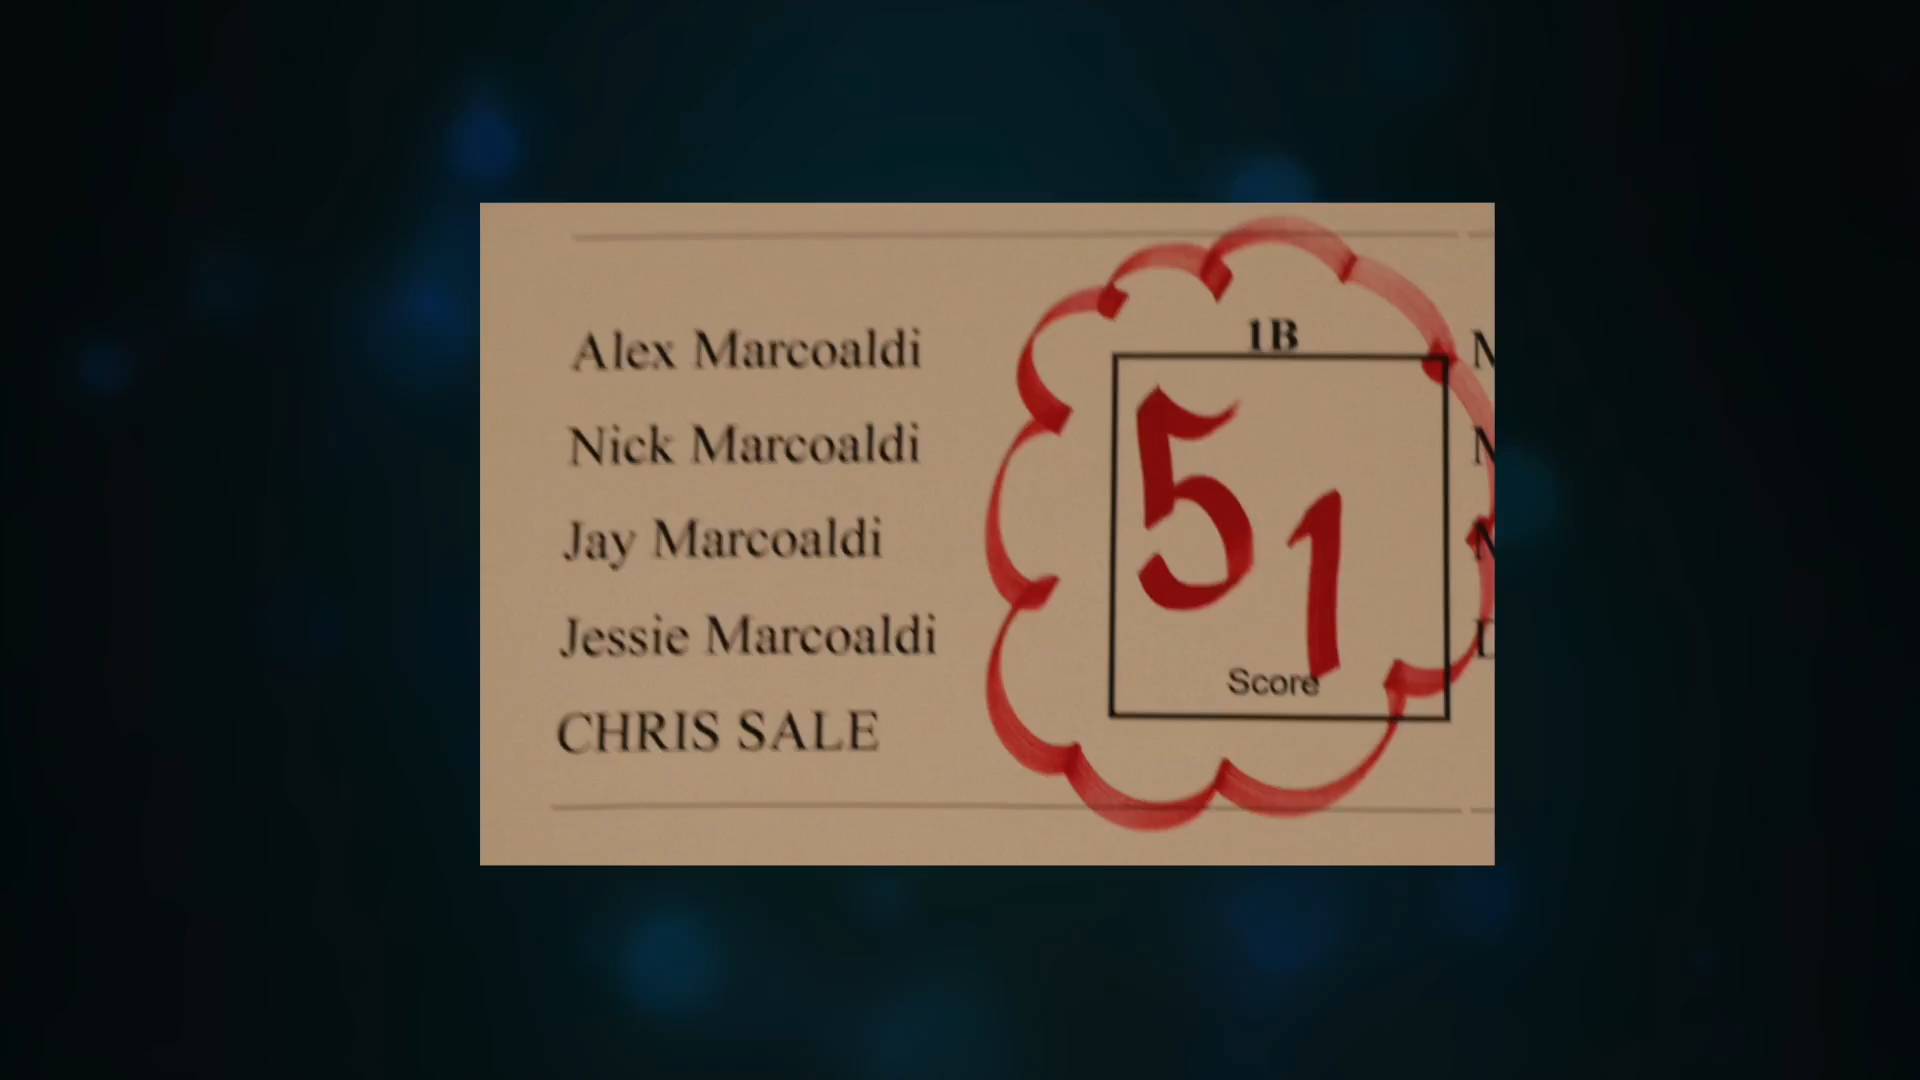 Alex Marcoaldi
Nick Marcoaldi
Jay Marcoaldi
Jessie Marcoaldi
CHRIS SALE
1B
51
Score